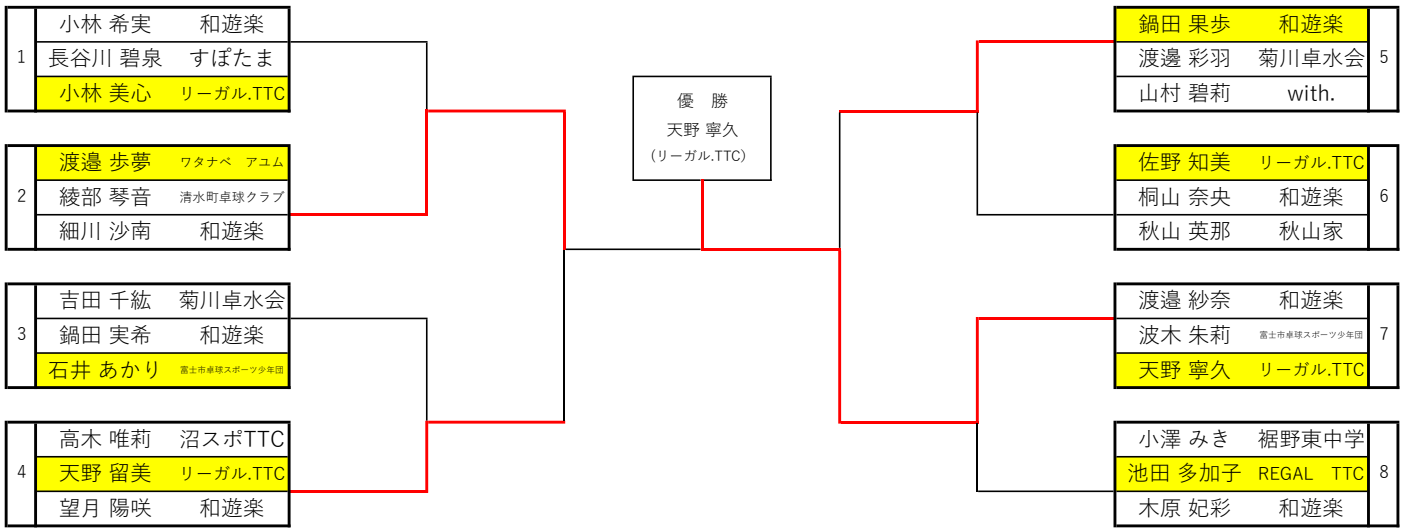 1
小林 希実 和遊楽
長谷川 碧泉 すぽたま
小林 美心 リーガル.TTC
2
渡邉 歩夢 ワタナベ アユム
綾部 琴音 清水町卓球クラブ
細川 沙南 和遊楽
3
吉田 千紘 菊川卓水会
鍋田 実希 和遊楽
石井 あかり 富士市卓球スポーツ少年団
4
高木 唯莉 沼スポTTC
天野 留美 リーガル.TTC
望月 陽咲 和遊楽
優 勝
天野 寧久
(リーガル.TTC)
5
鍋田 果歩 和遊楽
渡邊 彩羽 菊川卓水会
山村 碧莉 with.
6
佐野 知美 リーガル.TTC
桐山 奈央 和遊楽
秋山 英那 秋山家
7
渡邉 紗奈 和遊楽
波木 朱莉 富士市卓球スポーツ少年団
天野 寧久 リーガル.TTC
8
小澤 みき 裾野東中学
池田 多加子 REGAL TTC
木原 妃彩 和遊楽